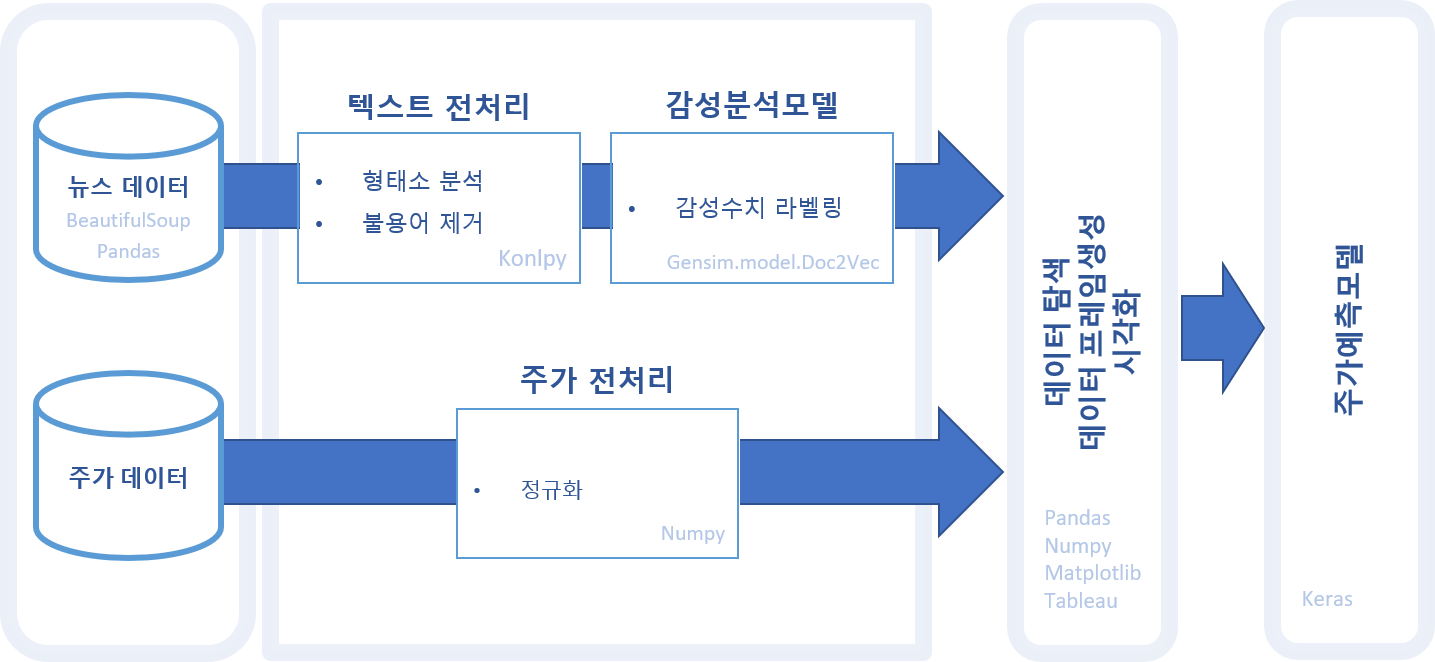 뉴스 데이터
BeautifulSoup
Pandas
주가 데이터
텍스트 전처리
• 형태소 분석
• 불용어 제거
Konlpy
감성분석모델
• 감성수치 라벨링
Gensim.model.Doc2Vec
주가 전처리
• 정규화
Numpy
데이터 탐색
데이터 프레임생성
시각화
Pandas
Numpy
Matplotlib
Tableau
주가예측모델
Keras